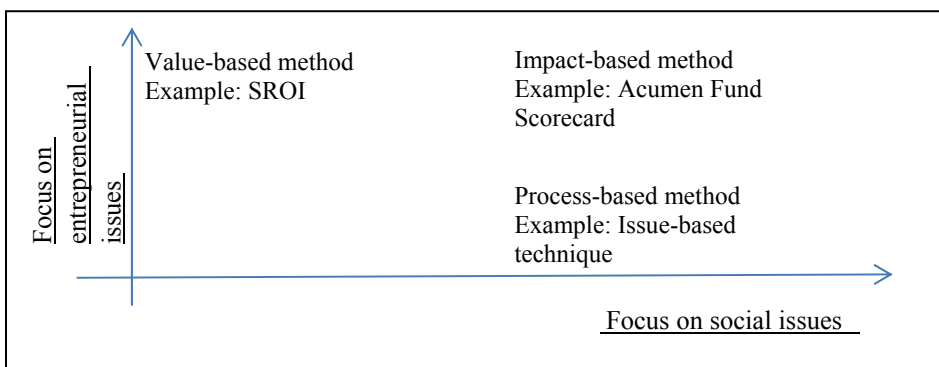 Focus on
entrepreneurial
issues
Value-based method
Example: SROI
Impact-based method
Example: Acumen Fund
Scorecard
Process-based method
Example: Issue-based
technique
Focus on social issues